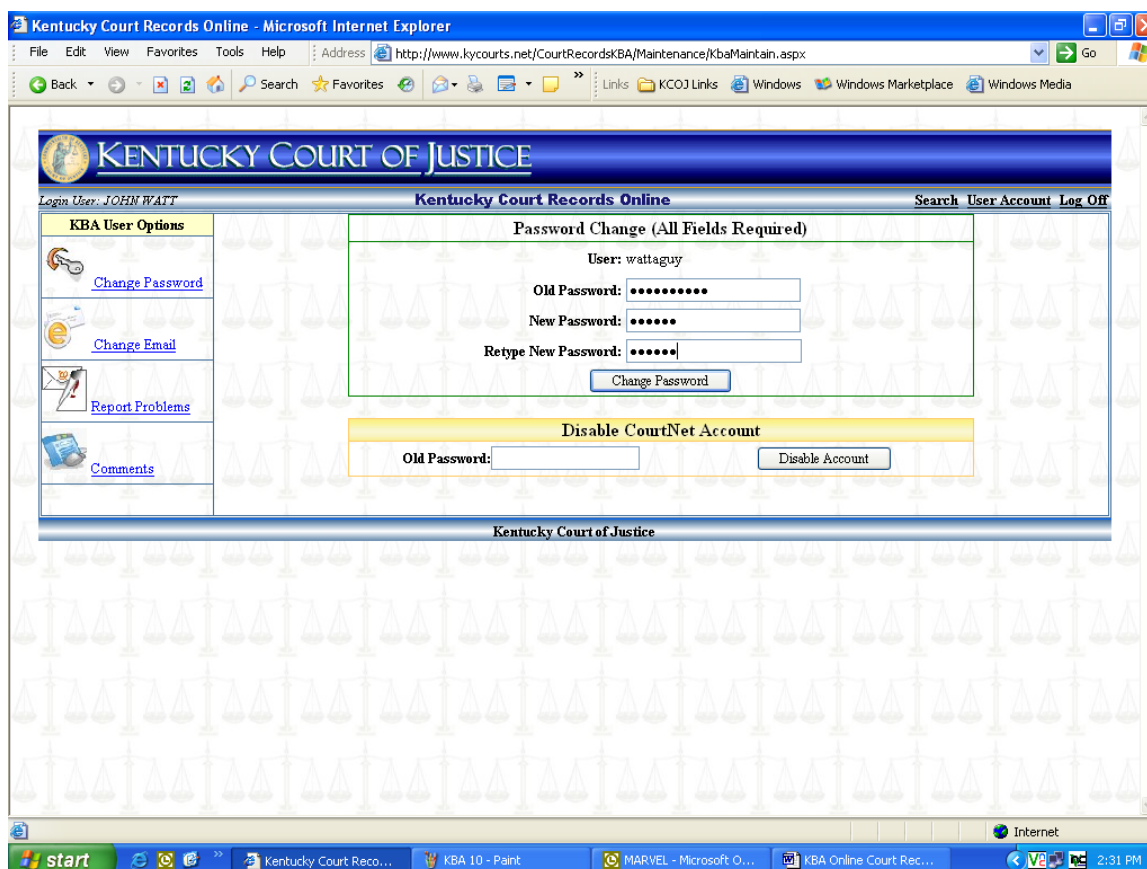 Kentucky Court Records Online - Microsoft Internet Explorer
File Edit View Favorites Tools Help Address http://www.kycourts.net/CourtRecordsKBA/Maintenance/KbaMaintain.aspx Go
Back Search Favorites » Links KCOJ Links Windows Windows Marketplace Windows Media
KENTUCKY COURT OF JUSTICE
Login User: JOHN WATT Kentucky Court Records Online Search User Account Log Off
KBA User Options
Change Password
Change Email
Report Problems
Comments
Password Change (All Fields Required)
User: wattaguy
Old Password: ••••••••••
New Password: ••••••
Retype New Password: ••••••
Change Password
Disable CourtNet Account
Old Password: Disable Account
Kentucky Court of Justice
Internet
start » Kentucky Court Reco... KBA 10 - Paint MARVEL - Microsoft O... KBA Online Court Rec... 2:31 PM